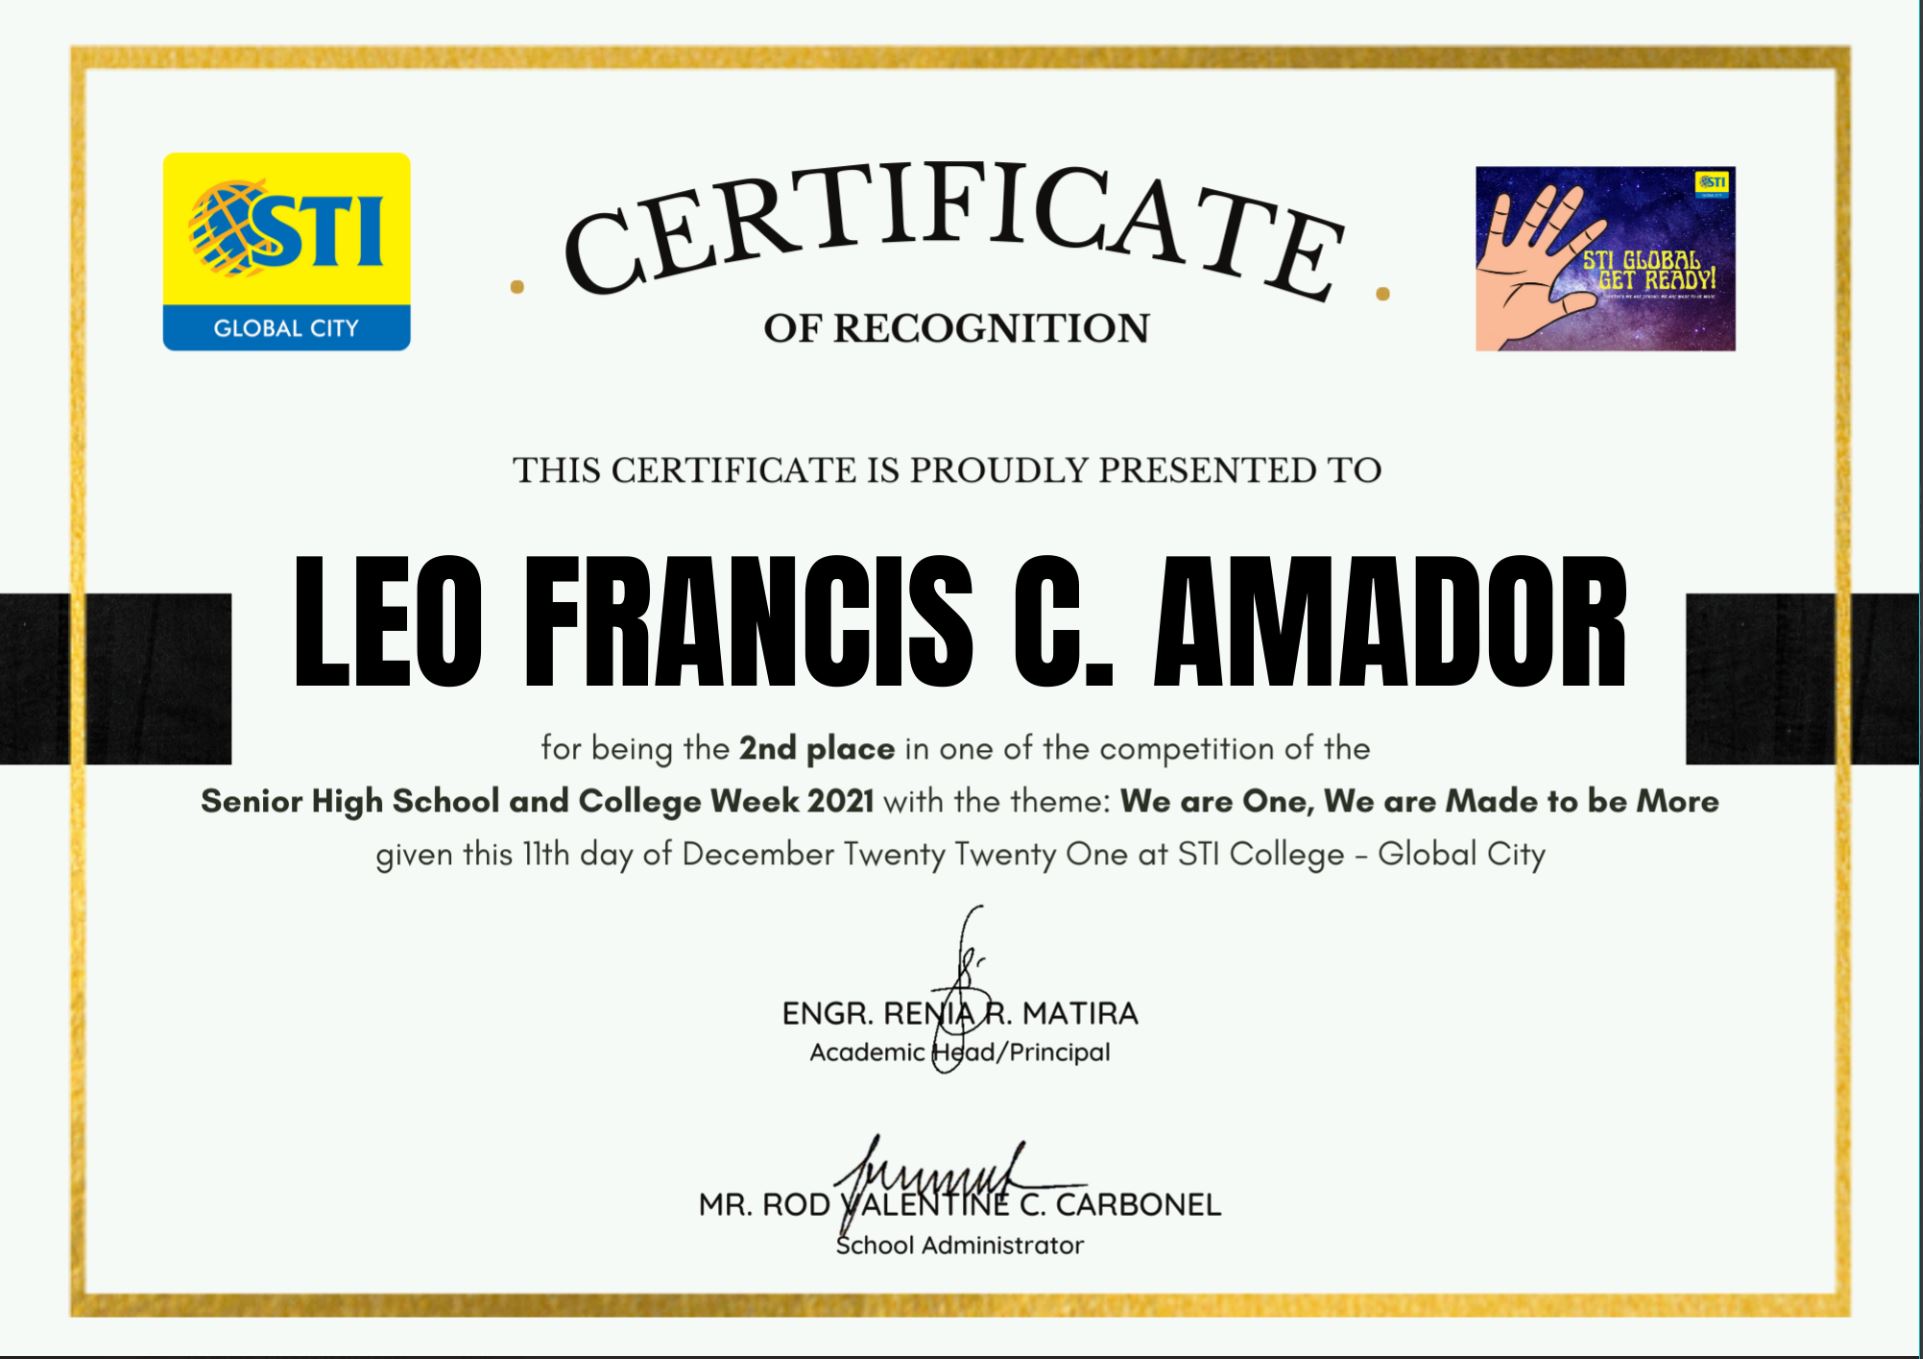 STI
GLOBAL CITY
CERTIFICATE
OF RECOGNITION
STI
STI GLOBAL
GET READY!
THIS CERTIFICATE IS PROUDLY PRESENTED TO
LEO FRANCIS C. AMADOR
for being the 2nd place in one of the competition of the
Senior High School and College Week 2021 with the theme: We are One, We are Made to be More
given this 11th day of December Twenty Twenty One at STI College - Global City
ENGR. RENIA R. MATIRA
Academic Head/Principal
MR. ROD VALENTINE C. CARBONEL
School Administrator